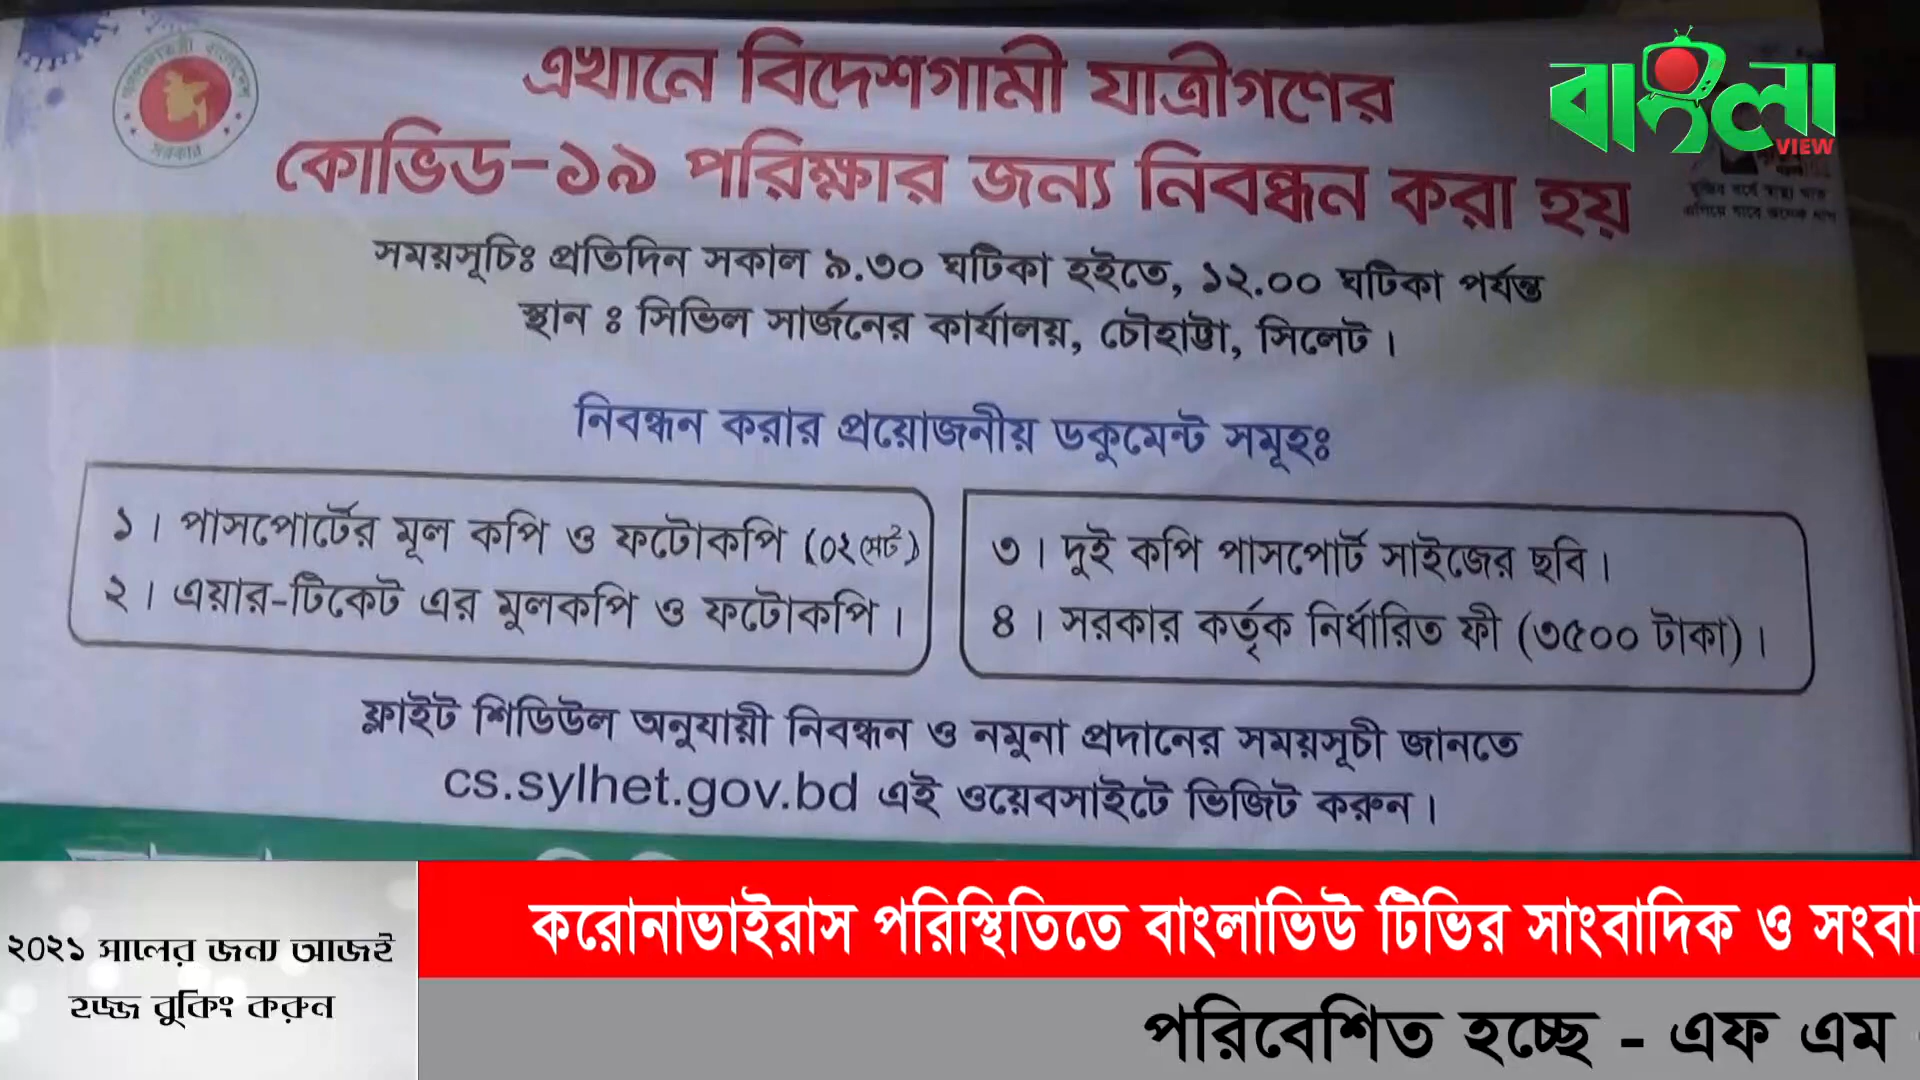 এখানে বিদেশগামী যাত্রীগণের
কোভিড-১৯ পরিক্ষার জন্য নিবন্ধন করা হয়
সময়সূচিঃ প্রতিদিন সকাল ৯.৩০ ঘটিকা হইতে, ১২.০০ ঘটিকা পর্যন্ত
স্থান ঃ সিভিল সার্জনের কার্যালয়, চৌহাট্টা, সিলেট।
নিবন্ধন করার প্রয়োজনীয় ডকুমেন্ট সমূহঃ
১। পাসপোর্টের মূল কপি ও ফটোকপি (০২ সেট)
২। এয়ার-টিকেট এর মুলকপি ও ফটোকপি।
৩। দুই কপি পাসপোর্ট সাইজের ছবি।
৪। সরকার কর্তৃক নির্ধারিত ফী (৩৫০০ টাকা)।
ফ্লাইট শিডিউল অনুযায়ী নিবন্ধন ও নমুনা প্রদানের সময়সূচী জানতে
cs.sylhet.gov.bd এই ওয়েবসাইটে ভিজিট করুন।
বাংলা
VIEW
সরকার
করোনাভাইরাস পরিস্থিতিতে বাংলাভিউ টিভির সাংবাদিক ও সংবা
২০২১ সালের জন্য আজই
হজ্জ বুকিং করুন
পরিবেশিত হচ্ছে - এফ এম